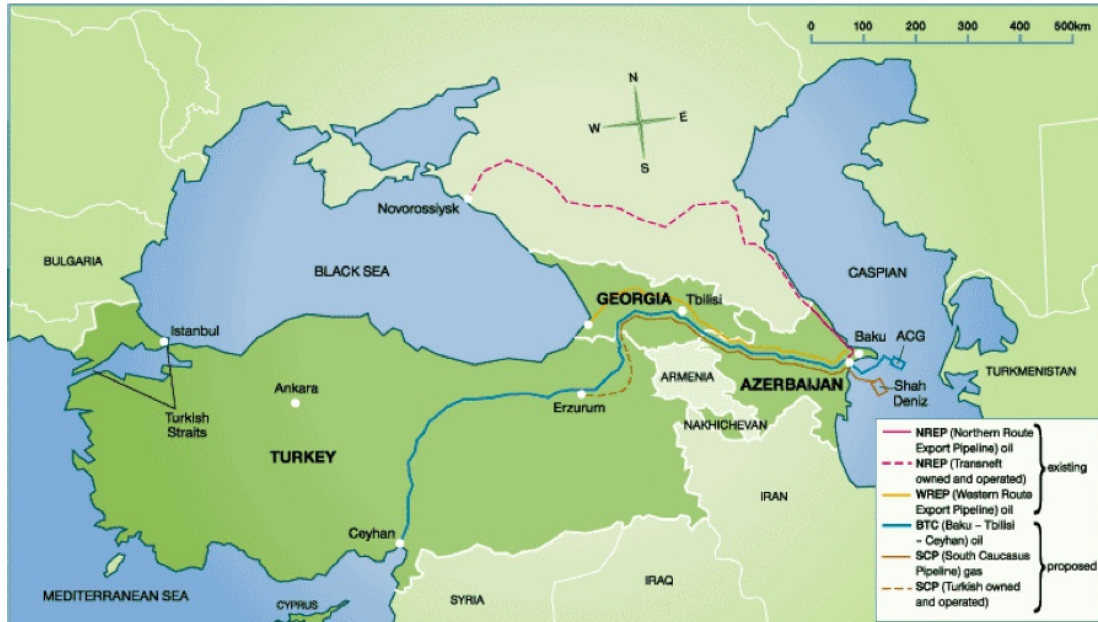 0 100 200 300 400 500km
N
W E
S
Novorossiysk
BULGARIA
BLACK SEA
CASPIAN
GEORGIA
Tbilisi
Istanbul
Baku
ACG
ARMENIA
AZERBAIJAN
Shah
Deniz
TURKMENISTAN
Ankara
Erzurum
Turkish
Straits
NAKHICHEVAN
TURKEY
IRAN
Ceyhan
MEDITERRANEAN SEA
CYPRUS
SYRIA
IRAQ
NREP (Northern Route
Export Pipeline) oil
NREP (Transneft
owned and operated)
existing
WREP (Western Route
Export Pipeline) oil
BTC (Baku – Tbilisi
– Ceyhan) oil
SCP (South Caucasus
Pipeline) gas
proposed
SCP (Turkish owned
and operated)